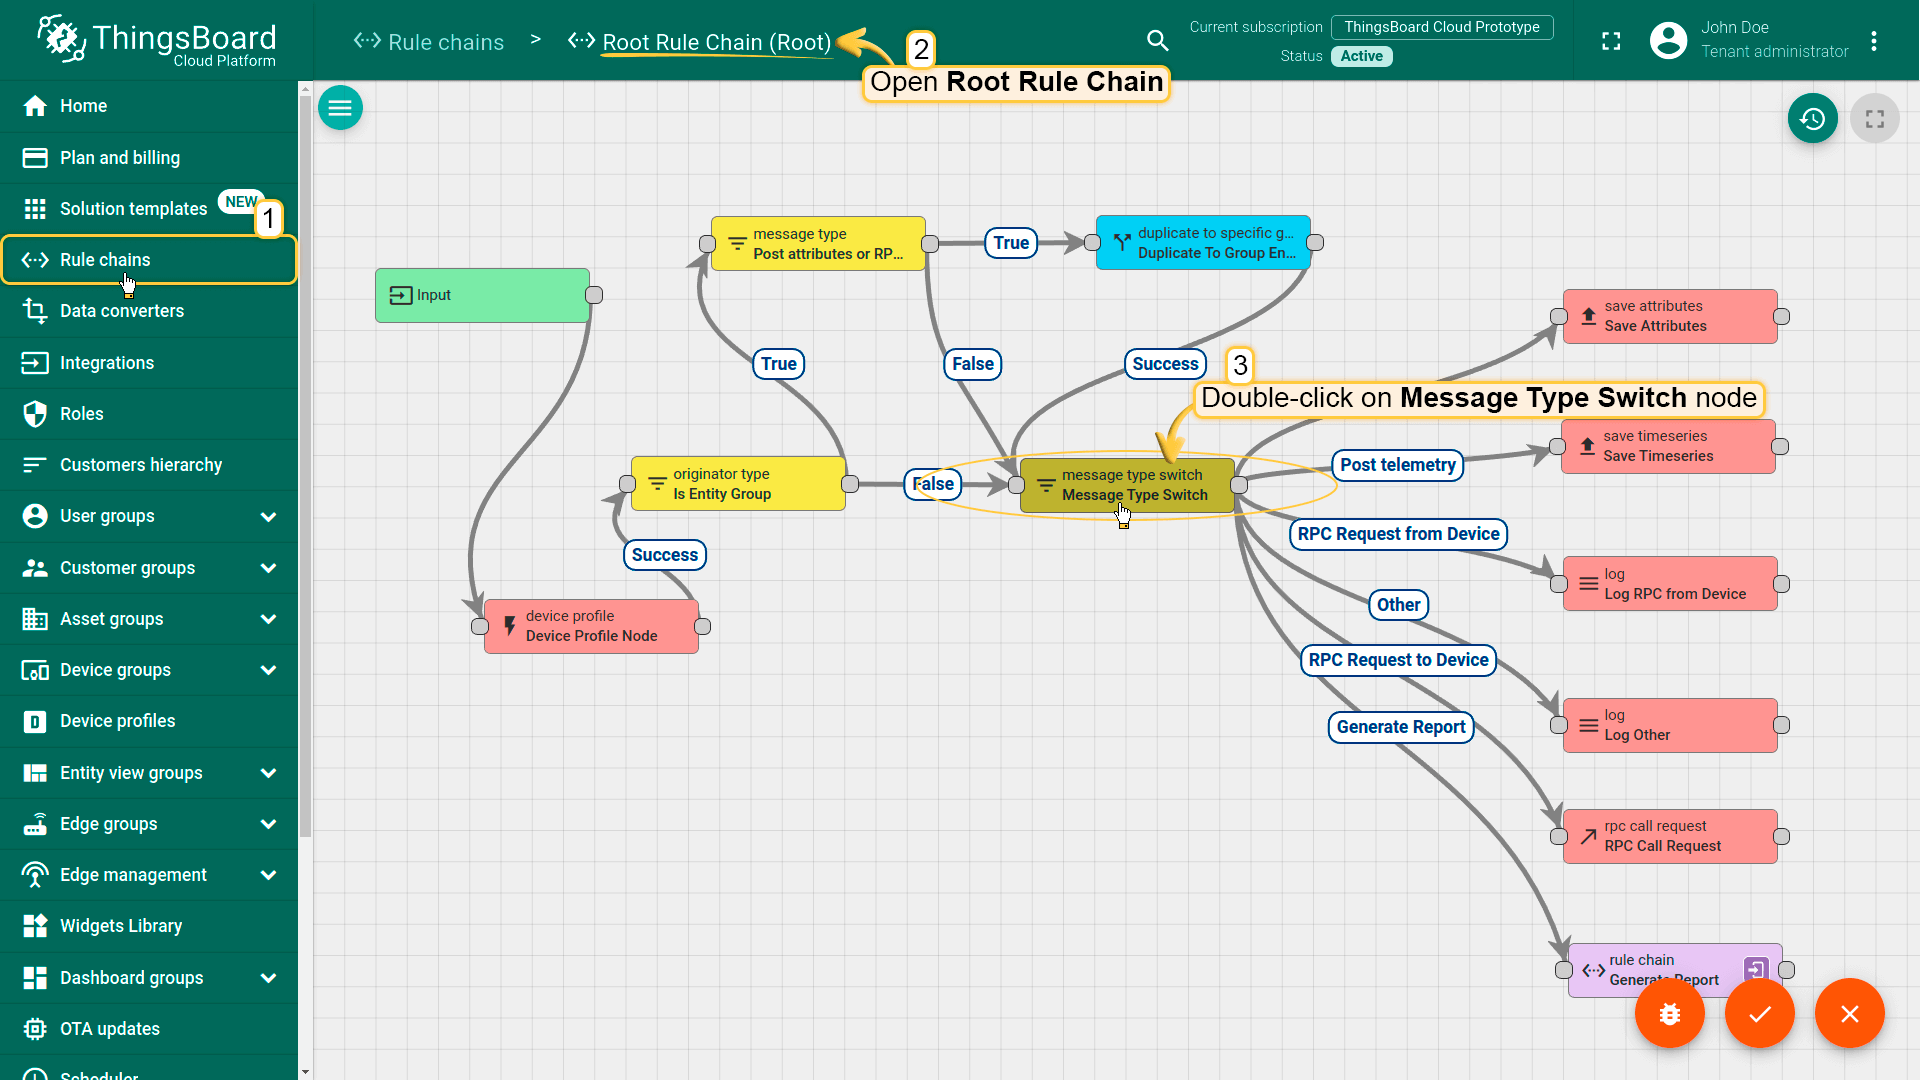 ThingsBoard
Cloud Platform
Rule chains > Root Rule Chain (Root)
2
Open Root Rule Chain
Current subscription ThingsBoard Cloud Prototype
Status Active
John Doe
Tenant administrator
Home
Plan and billing
Solution templates NEW
1
Rule chains
Data converters
Integrations
Roles
Customers hierarchy
User groups
Customer groups
Asset groups
Device groups
Device profiles
Entity view groups
Edge groups
Edge management
Widgets Library
Dashboard groups
OTA updates
Scheduler
Input
message type
Post attributes or RP...
True
duplicate to specific g...
Duplicate To Group En...
True
False
Success
3
Double-click on Message Type Switch node
save attributes
Save Attributes
originator type
Is Entity Group
False
message type switch
Message Type Switch
Post telemetry
save timeseries
Save Timeseries
Success
RPC Request from Device
log
Log RPC from Device
device profile
Device Profile Node
Other
RPC Request to Device
log
Log Other
Generate Report
rpc call request
RPC Call Request
rule chain
Generate Report